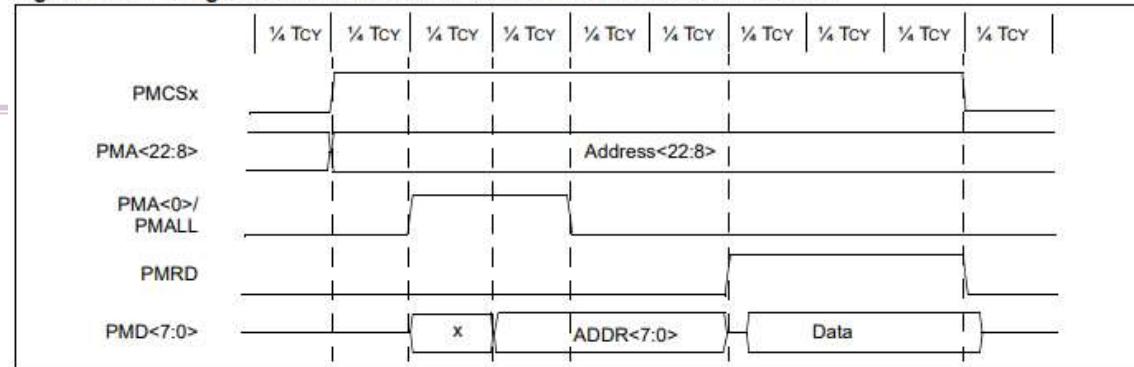 ¼ TCY ¼ TCY ¼ TCY ¼ TCY ¼ TCY ¼ TCY ¼ TCY ¼ TCY ¼ TCY ¼ TCY
PMCSx
PMA<22:8> Address<22:8>
PMA<0>/
PMALL
PMRD
PMD<7:0> x ADDR<7:0> Data